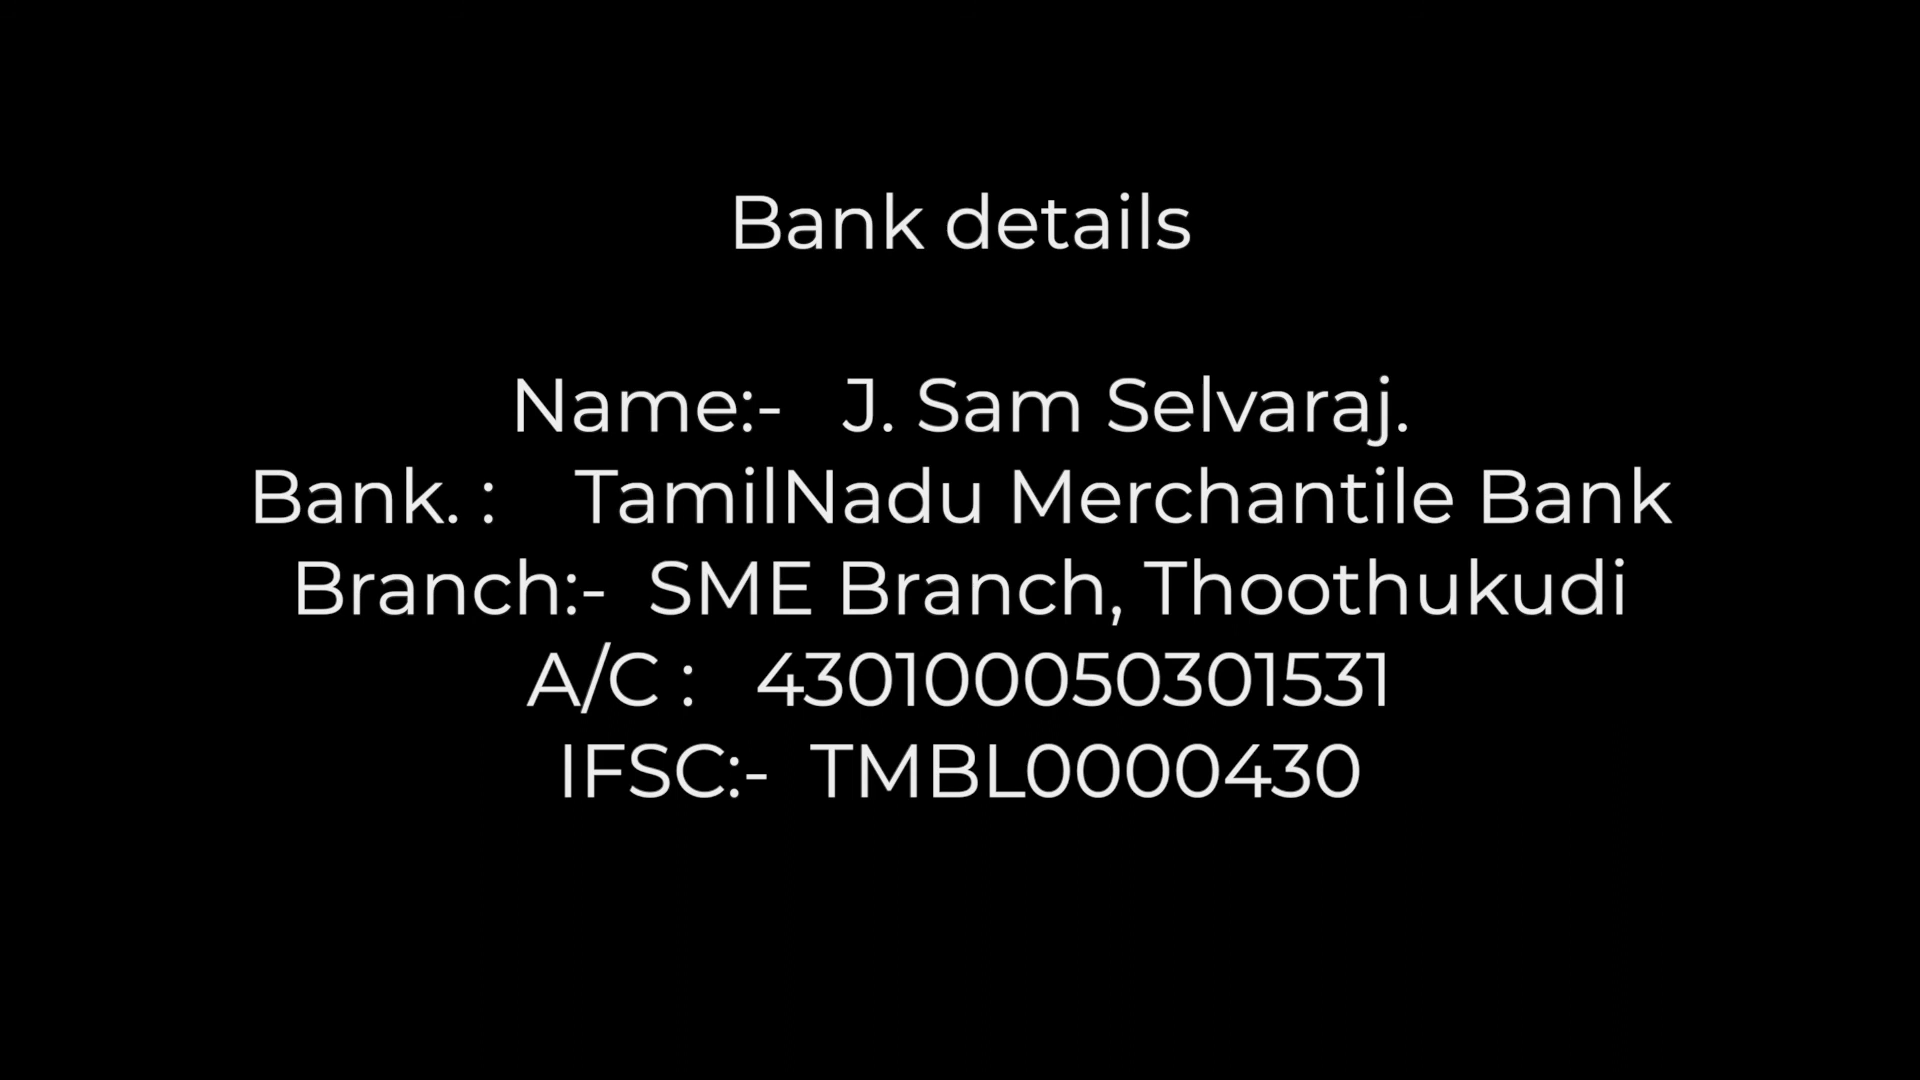 Bank details
Name:- J. Sam Selvaraj.
Bank. : TamilNadu Merchantile Bank
Branch:- SME Branch, Thoothukudi
A/C : 430100050301531
IFSC:- TMBL0000430